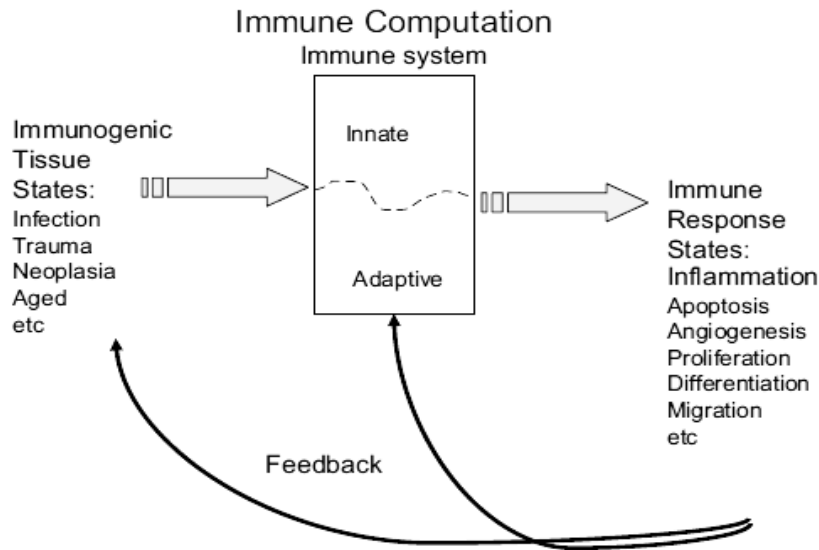 Immune Computation
Immune system
Immunogenic
Tissue
States:
Infection
Trauma
Neoplasia
Aged
etc
Innate
Adaptive
Immune
Response
States:
Inflammation
Apoptosis
Angiogenesis
Proliferation
Differentiation
Migration
etc
Feedback